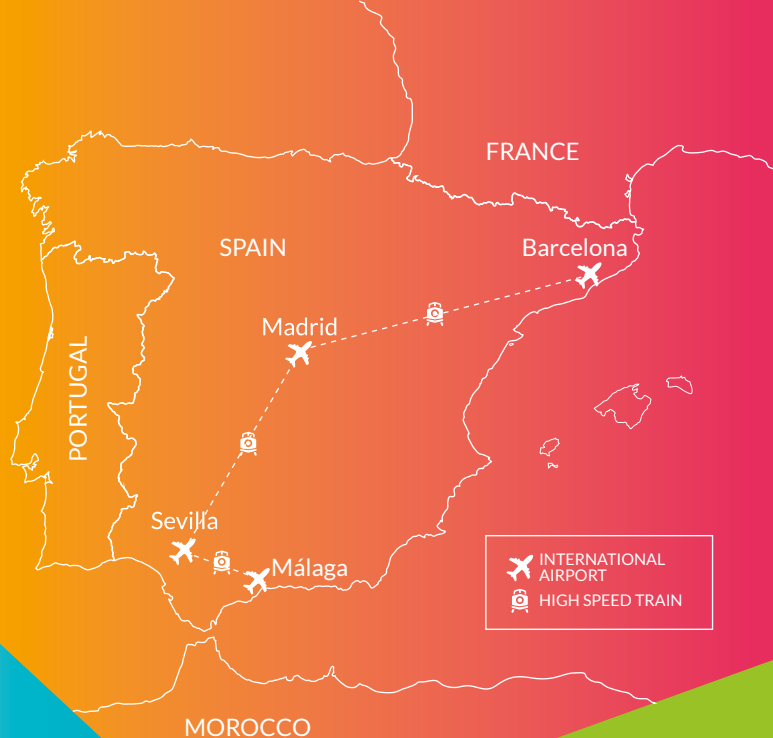 FRANCE
SPAIN
Barcelona
Madrid
PORTUGAL
Sevilla
Málaga
INTERNATIONAL
AIRPORT
HIGH SPEED TRAIN
MOROCCO